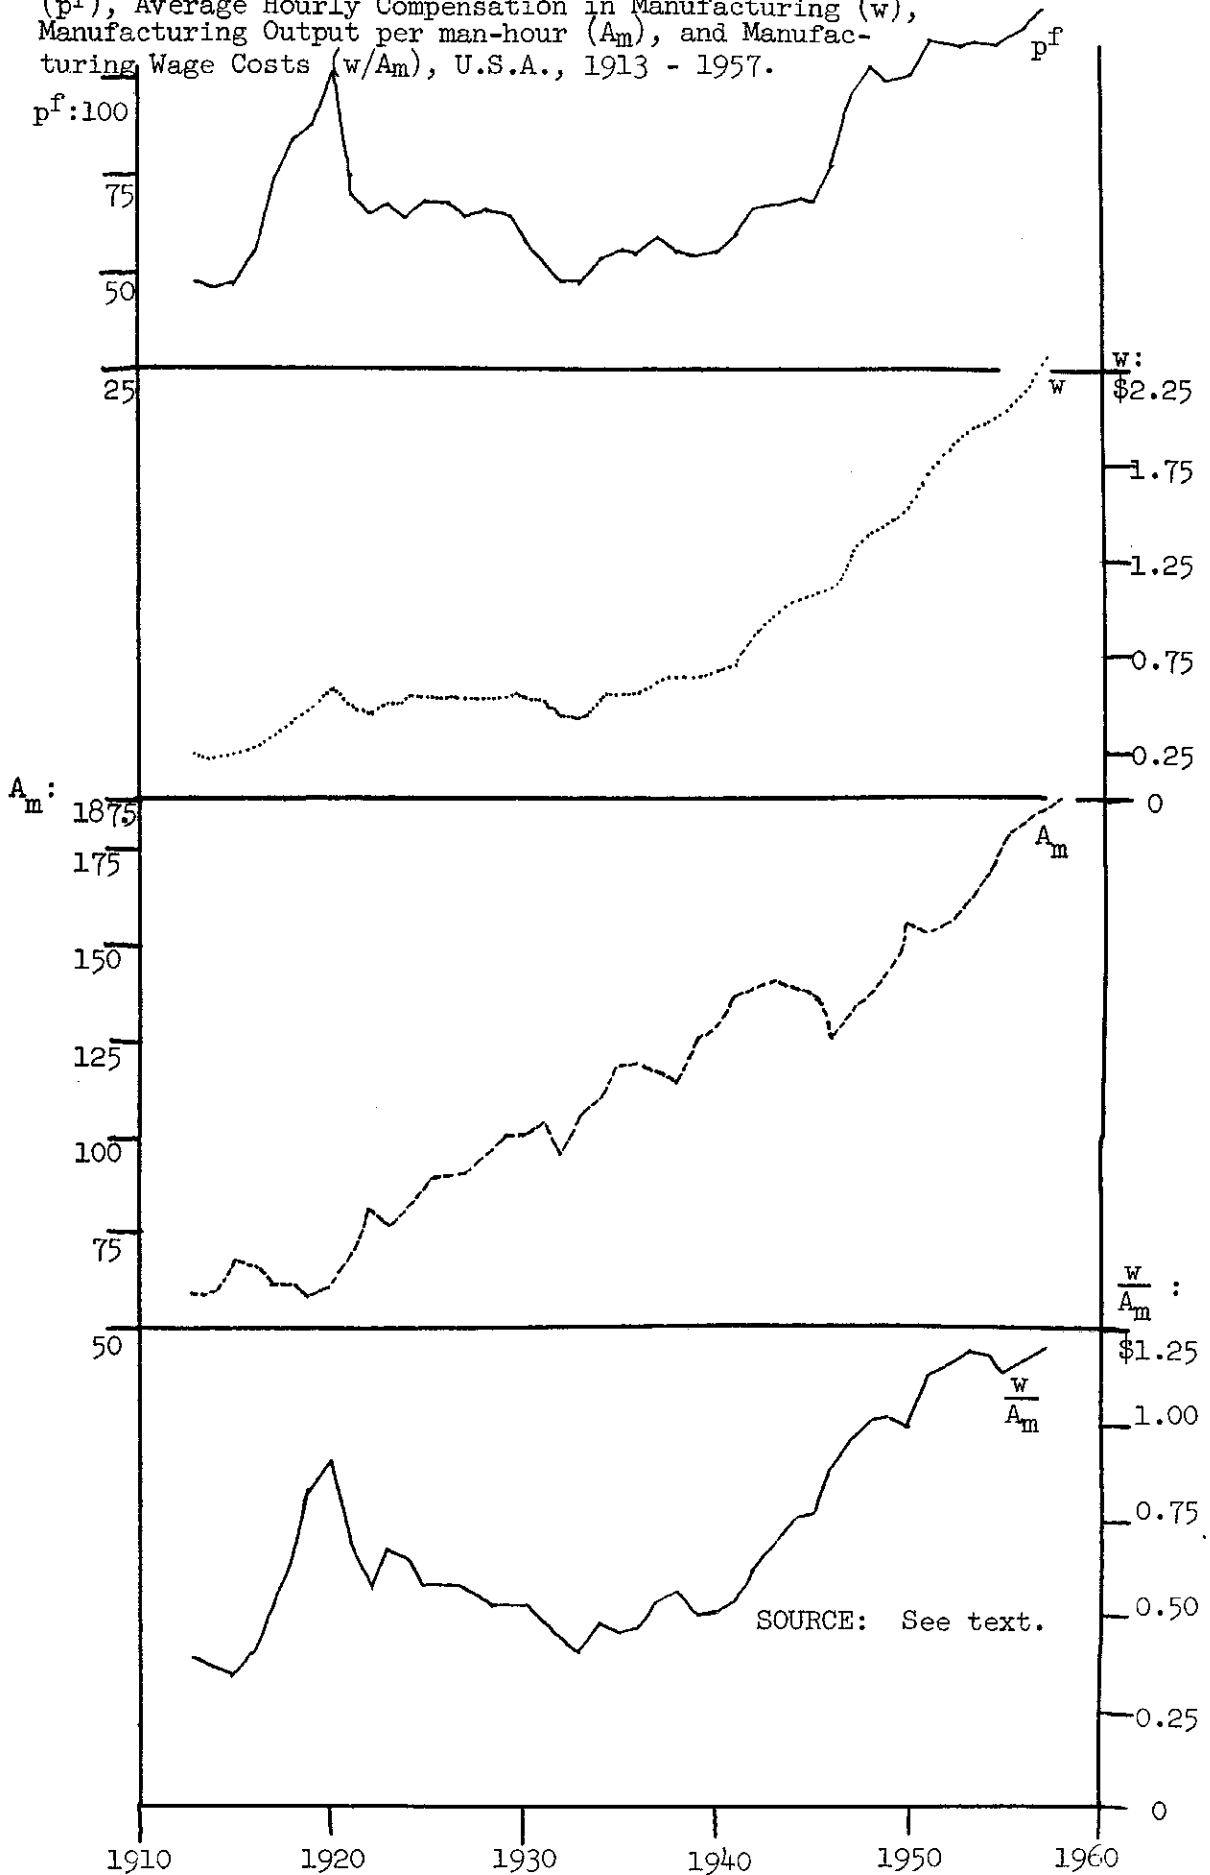 (pf), Average Hourly Compensation in Manufacturing (w),
Manufacturing Output per man-hour (Am), and Manufac-
turing Wage Costs (w/Am), U.S.A., 1913 - 1957.
pf
pf:100
75
50
25
w:
w
$2.25
1.75
1.25
0.75
0.25
0
Am:
1875
175
150
125
100
75
50
Am
w
Am :
$1.25
1.00
0.75
0.50
0.25
0
w
Am
SOURCE: See text.
1910 1920 1930 1940 1950 1960